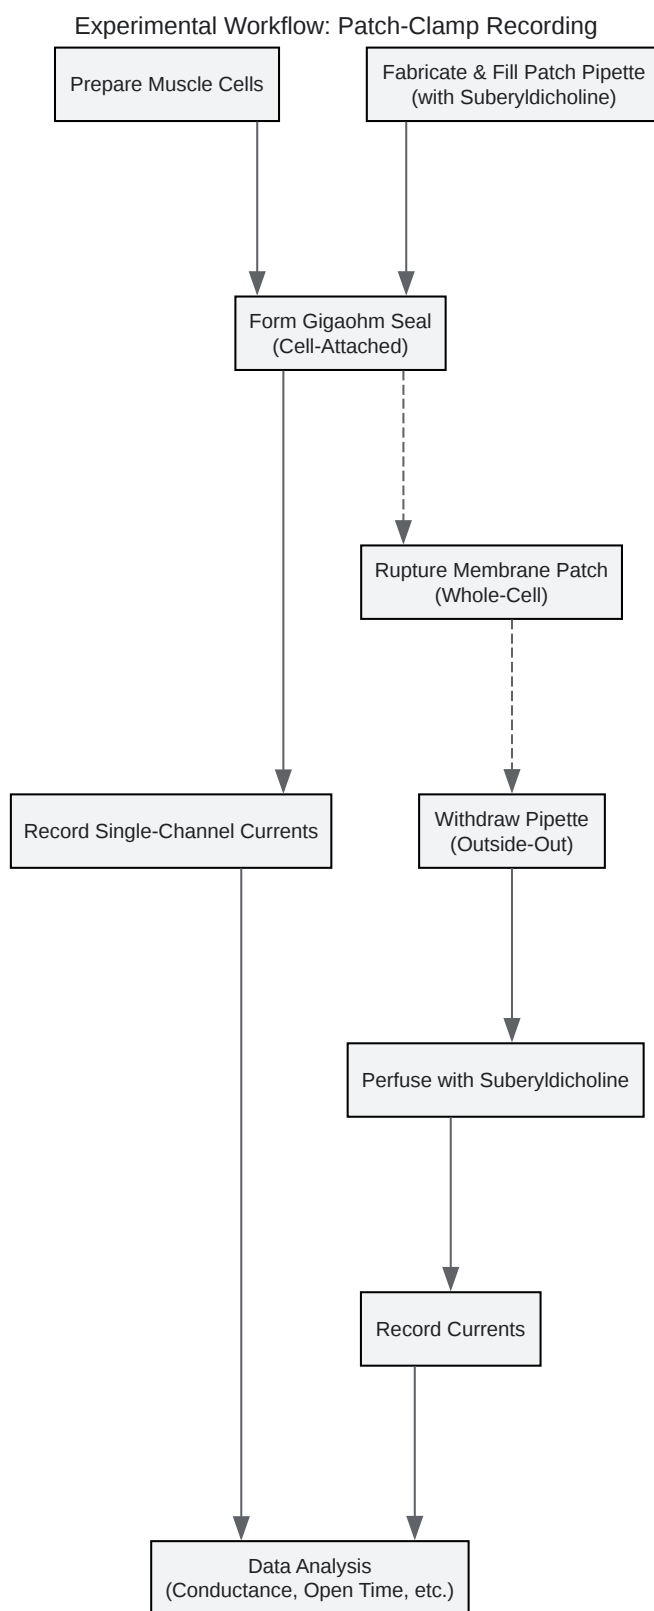 Experimental Workflow: Patch-Clamp Recording
Prepare Muscle Cells
Fabricate & Fill Patch Pipette
(with Suberyldicholine)
Form Gigaohm Seal
(Cell-Attached)
Rupture Membrane Patch
(Whole-Cell)
Record Single-Channel Currents
Withdraw Pipette
(Outside-Out)
Perfuse with Suberyldicholine
Record Currents
Data Analysis
(Conductance, Open Time, etc.)